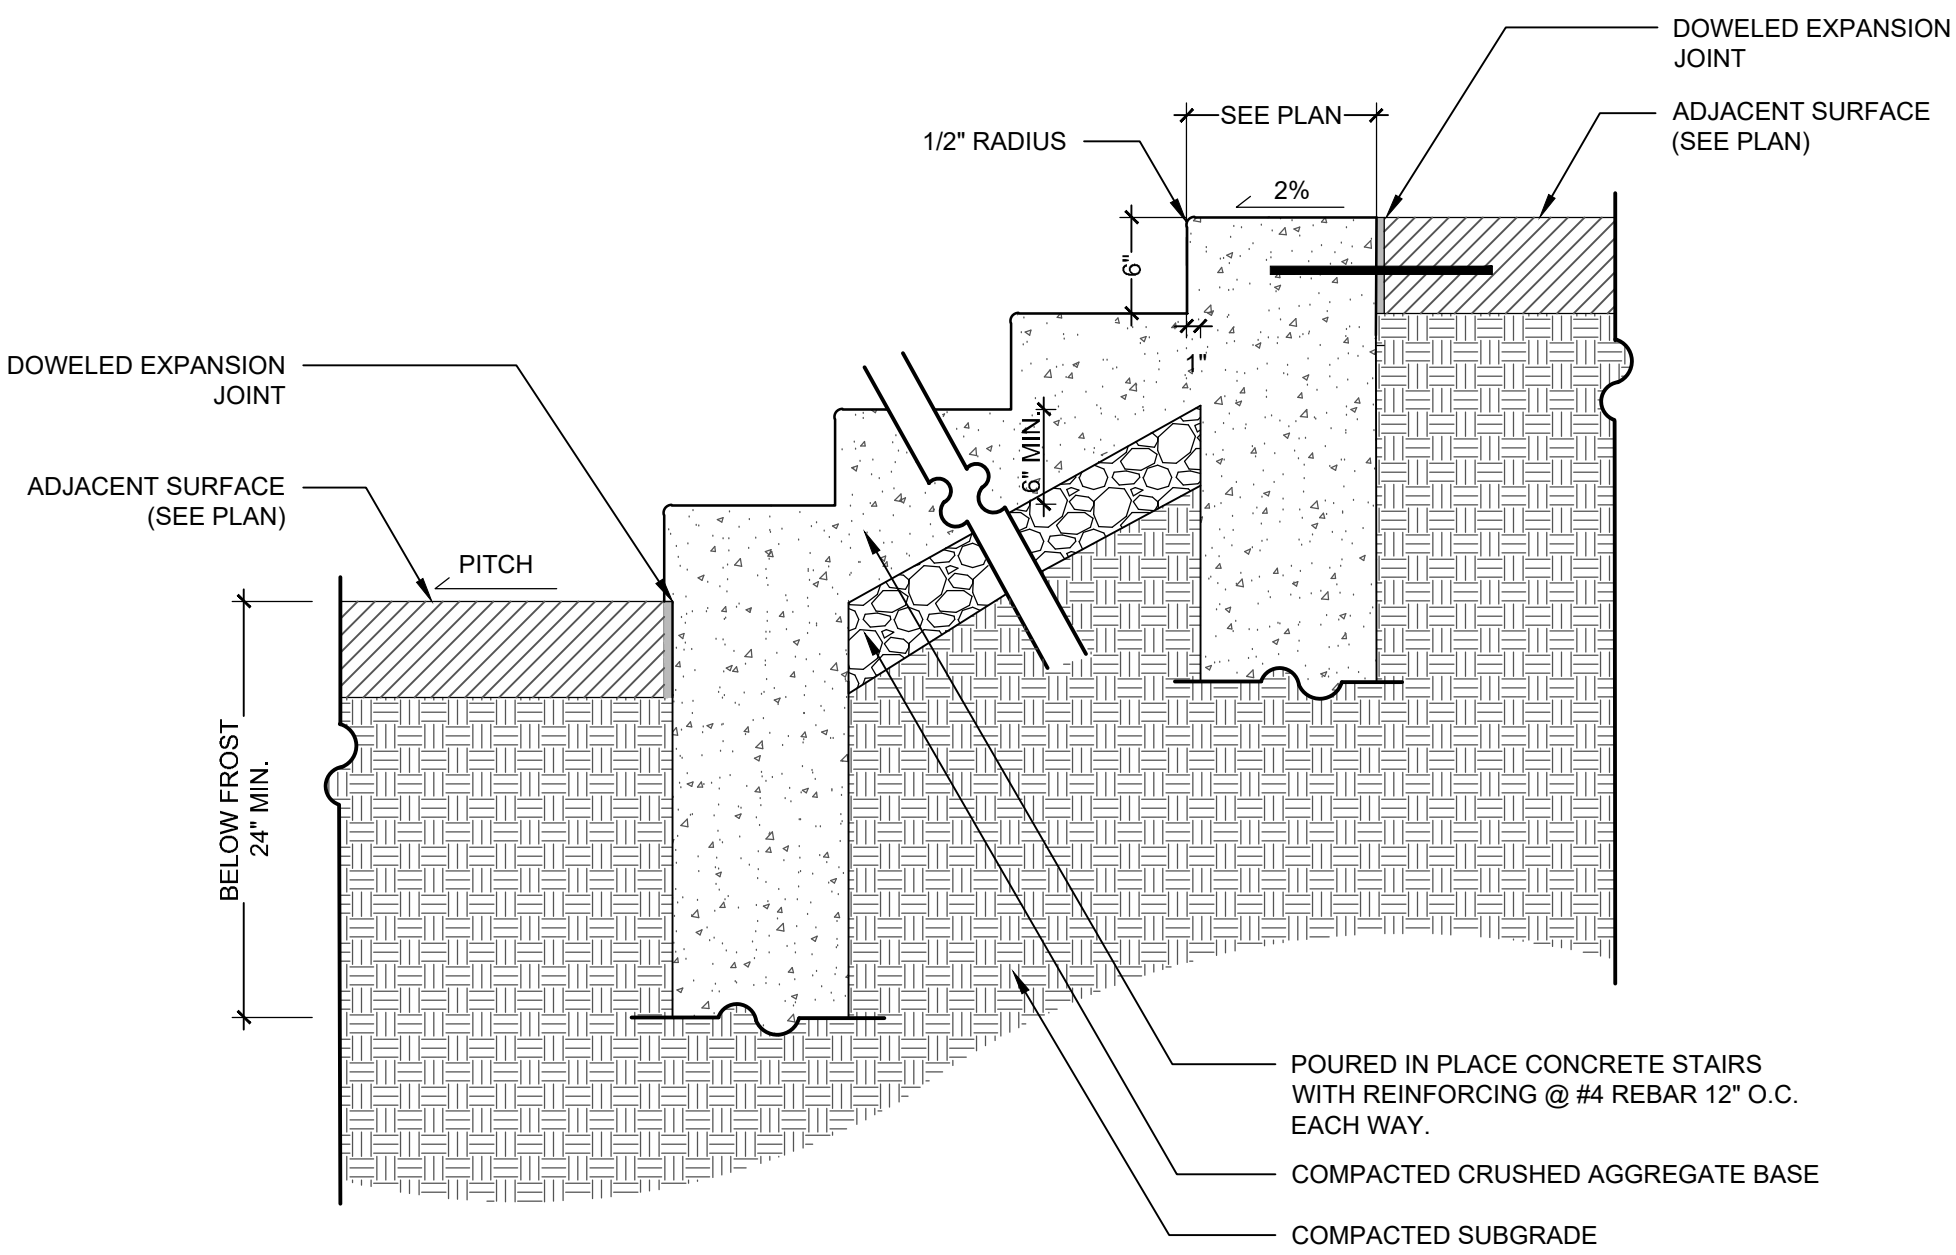 DOWELED EXPANSION
JOINT
ADJACENT SURFACE
(SEE PLAN)
SEE PLAN
1/2" RADIUS
2%
6"
1"
6" MIN.
DOWELED EXPANSION
JOINT
ADJACENT SURFACE
(SEE PLAN)
PITCH
BELOW FROST
24" MIN.
POURED IN PLACE CONCRETE STAIRS
WITH REINFORCING @ #4 REBAR 12" O.C.
EACH WAY.
COMPACTED CRUSHED AGGREGATE BASE
COMPACTED SUBGRADE